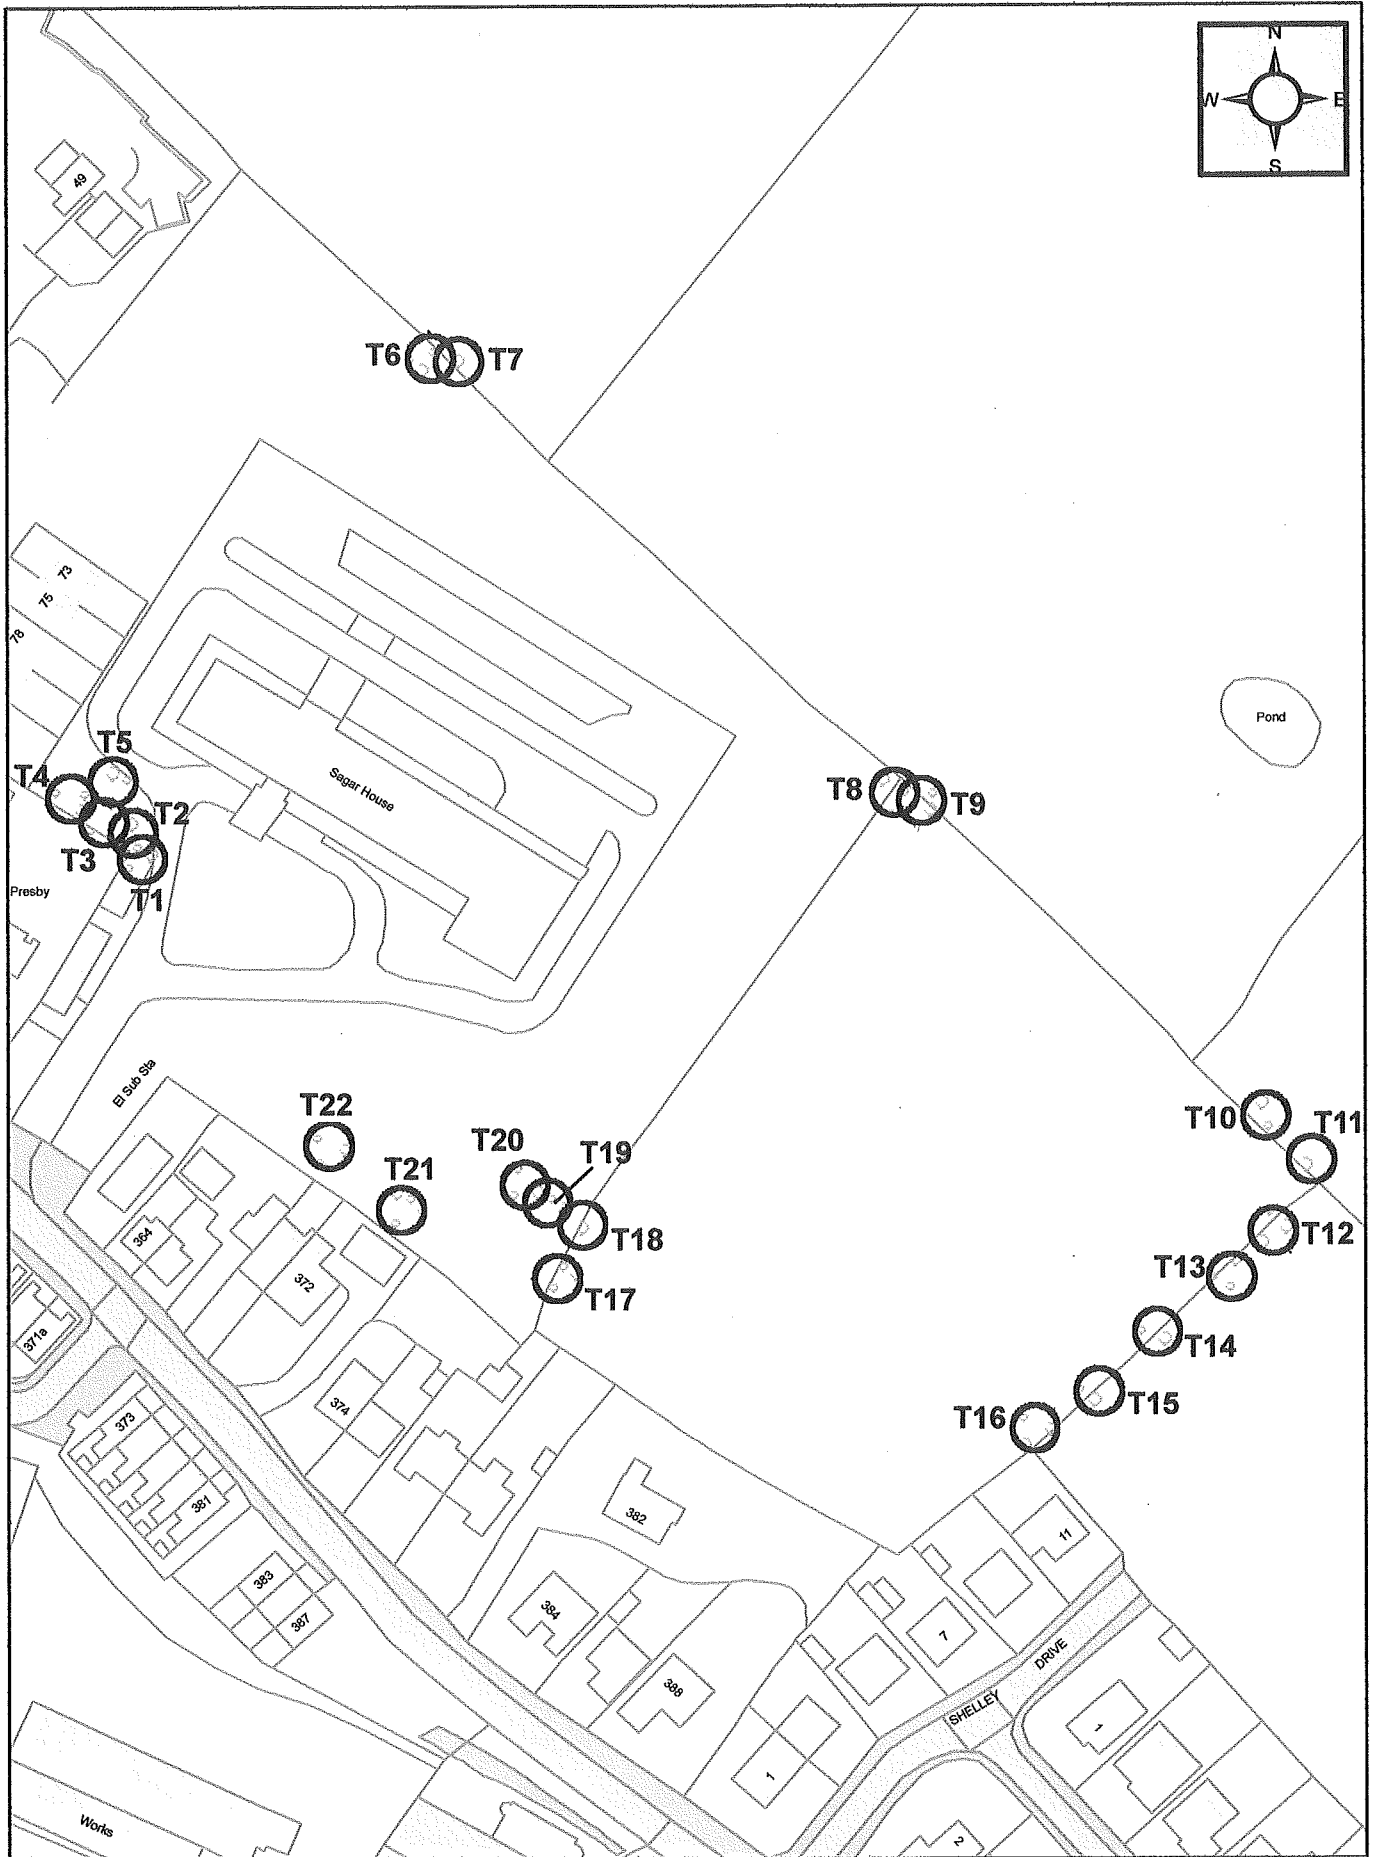 N
W E
S
49
T6 T7
73
75
78
Pond
T5
T4
Sagar House
T8 T9
T2
T3
T1
Presby
El Sub Sta
T22
T10
T11
T20 T19
T21
T12
T18
364
T13
372
T17
371a
T14
T15
374
T16
373
381
382
11
383
384
387
7
DRIVE
388
SHELLEY
1
1
Works
2